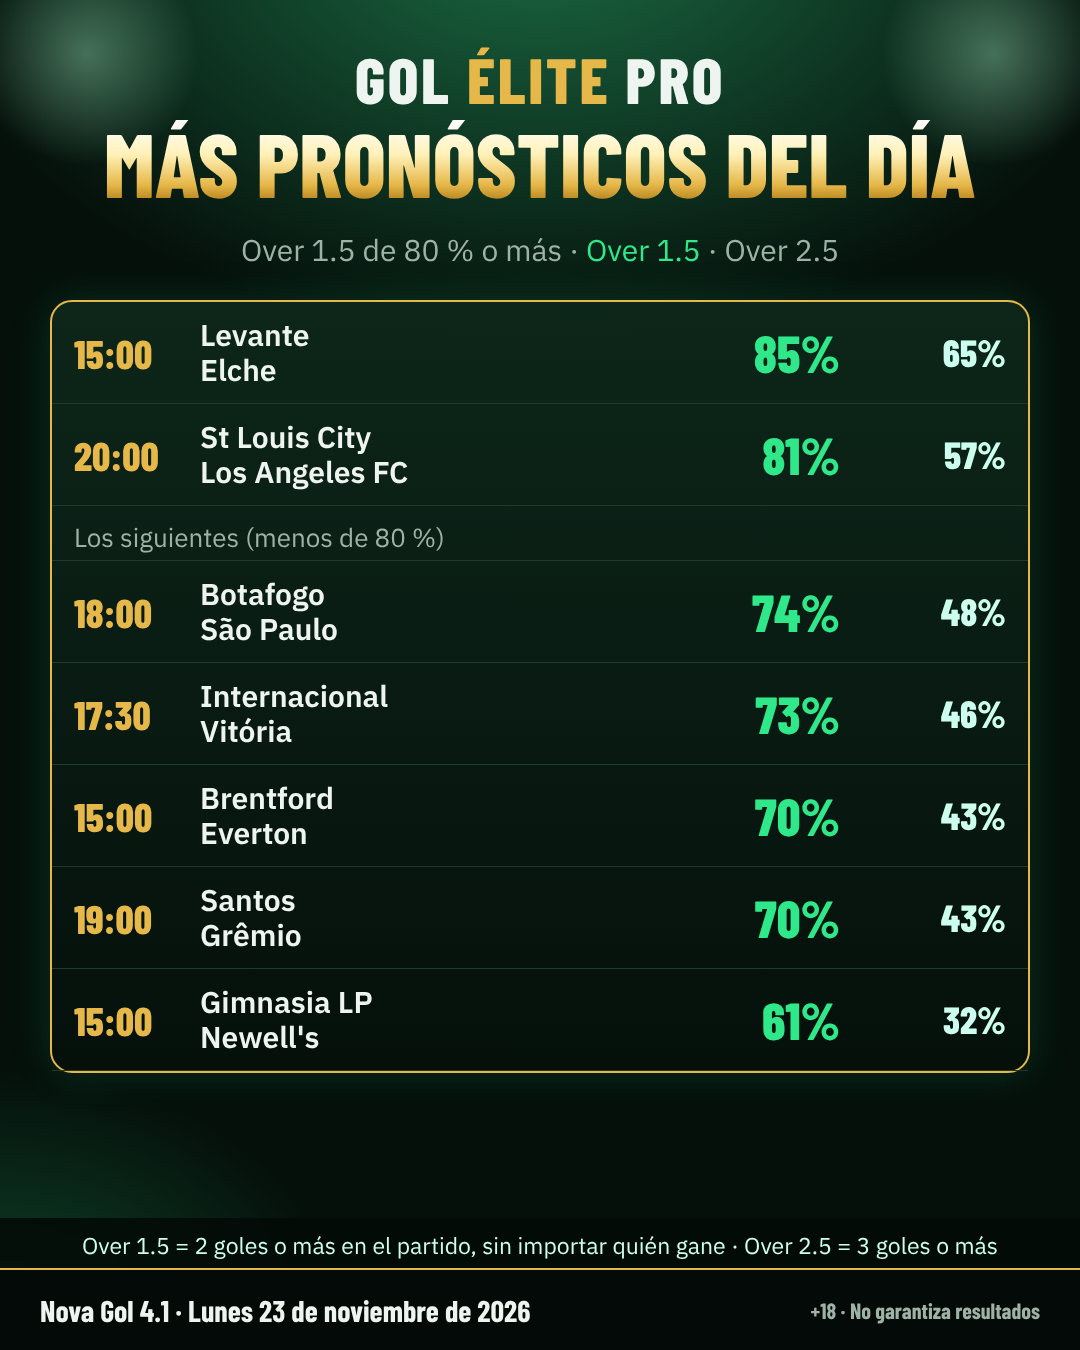 GOL ÉLITE PRO
MÁS PRONÓSTICOS DEL DÍA
Over 1.5 de 80 % o más · Over 1.5 · Over 2.5
15:00 Levante 85% 65%
Elche
20:00 St Louis City 81% 57%
Los Angeles FC
Los siguientes (menos de 80 %)
18:00 Botafogo 74% 48%
São Paulo
17:30 Internacional 73% 46%
Vitória
15:00 Brentford 70% 43%
Everton
19:00 Santos 70% 43%
Grêmio
15:00 Gimnasia LP 61% 32%
Newell's
Over 1.5 = 2 goles o más en el partido, sin importar quién gane · Over 2.5 = 3 goles o más
Nova Gol 4.1 · Lunes 23 de noviembre de 2026 +18 · No garantiza resultados